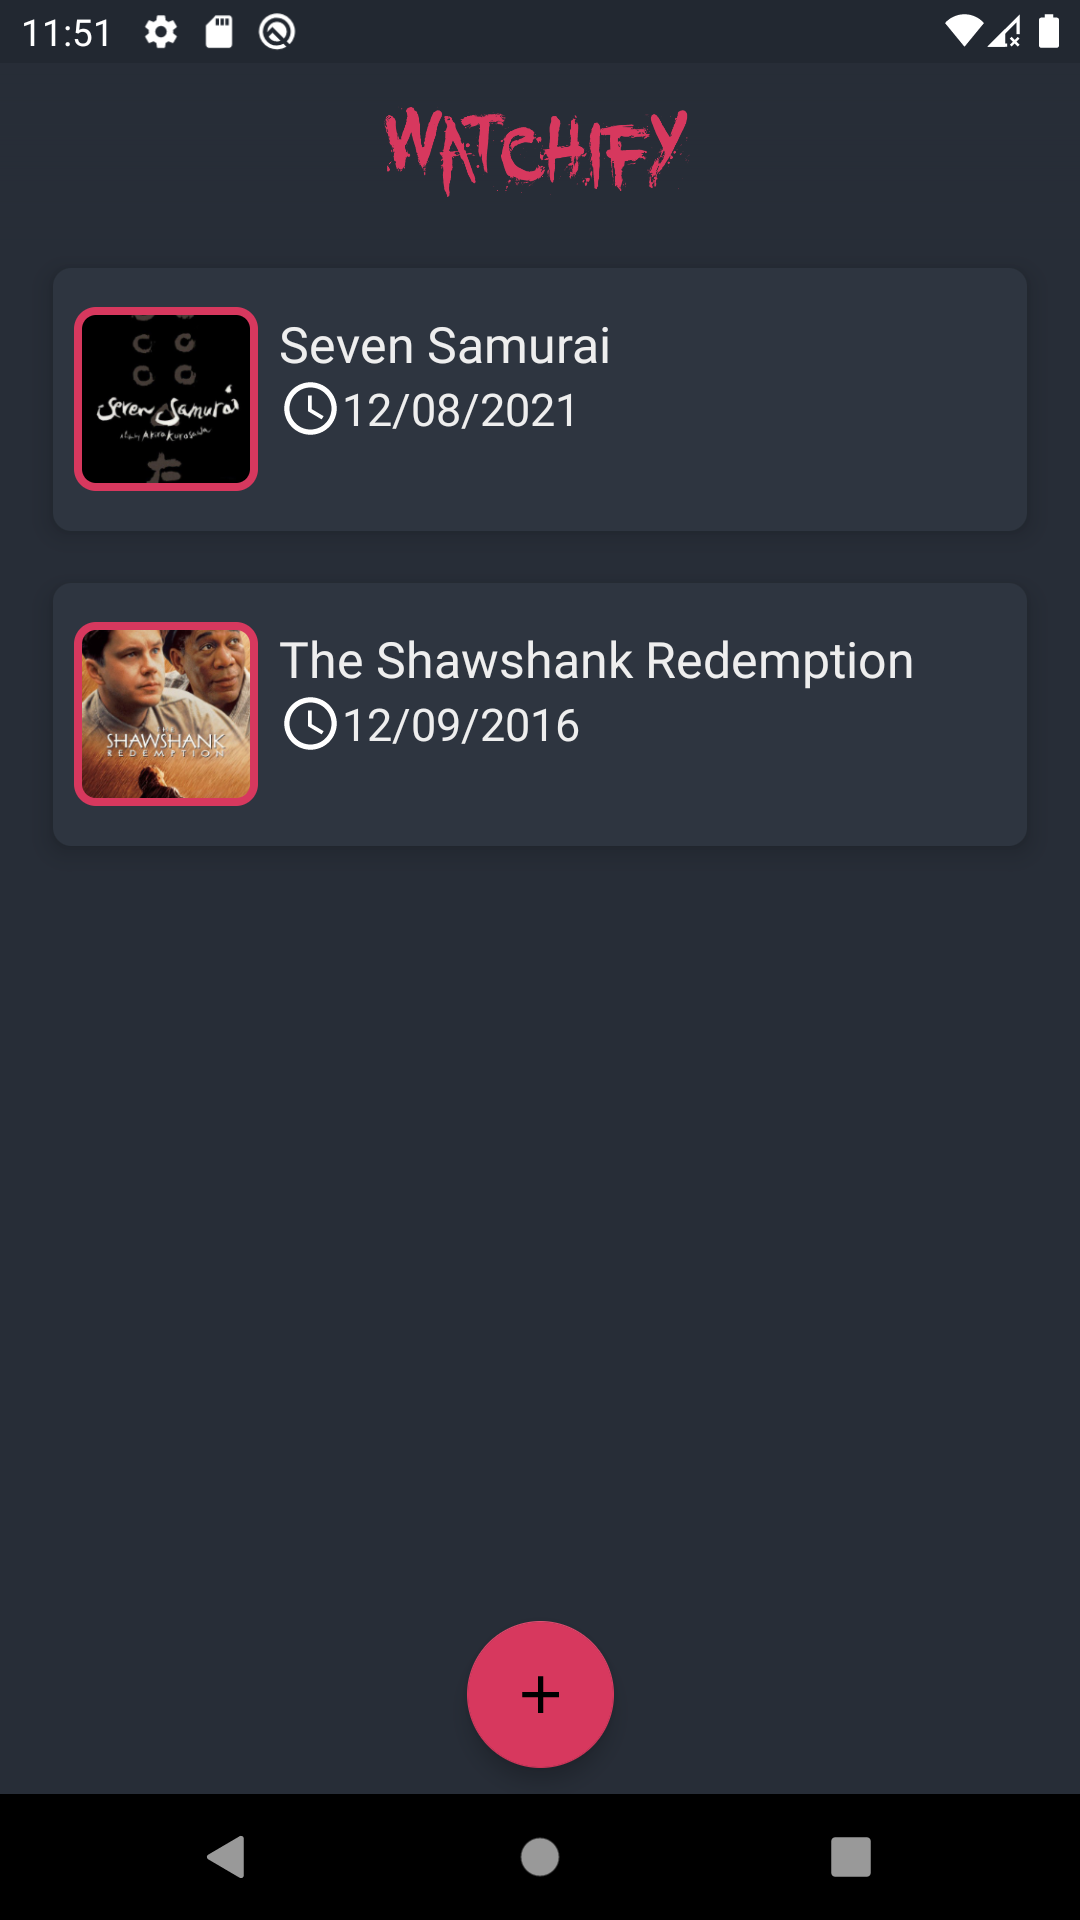 11:51
WATCHIFY
Seven Samurai
12/08/2021
Seven Samurai
a film by Akira Kurosawa
The Shawshank Redemption
12/09/2016
THE
SHAWSHANK
REDEMPTION